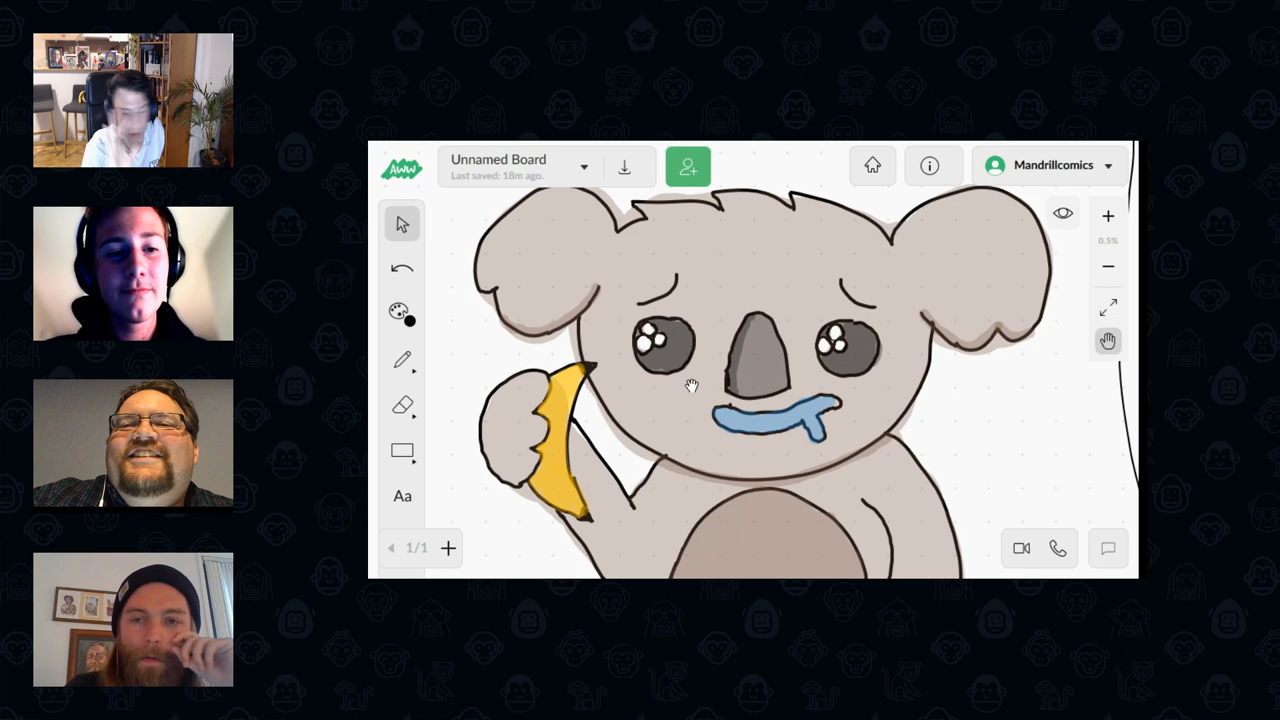 AWW
Unnamed Board
Last saved: 18m ago.
Mandrillcomics
0.5%
Aa
1/1